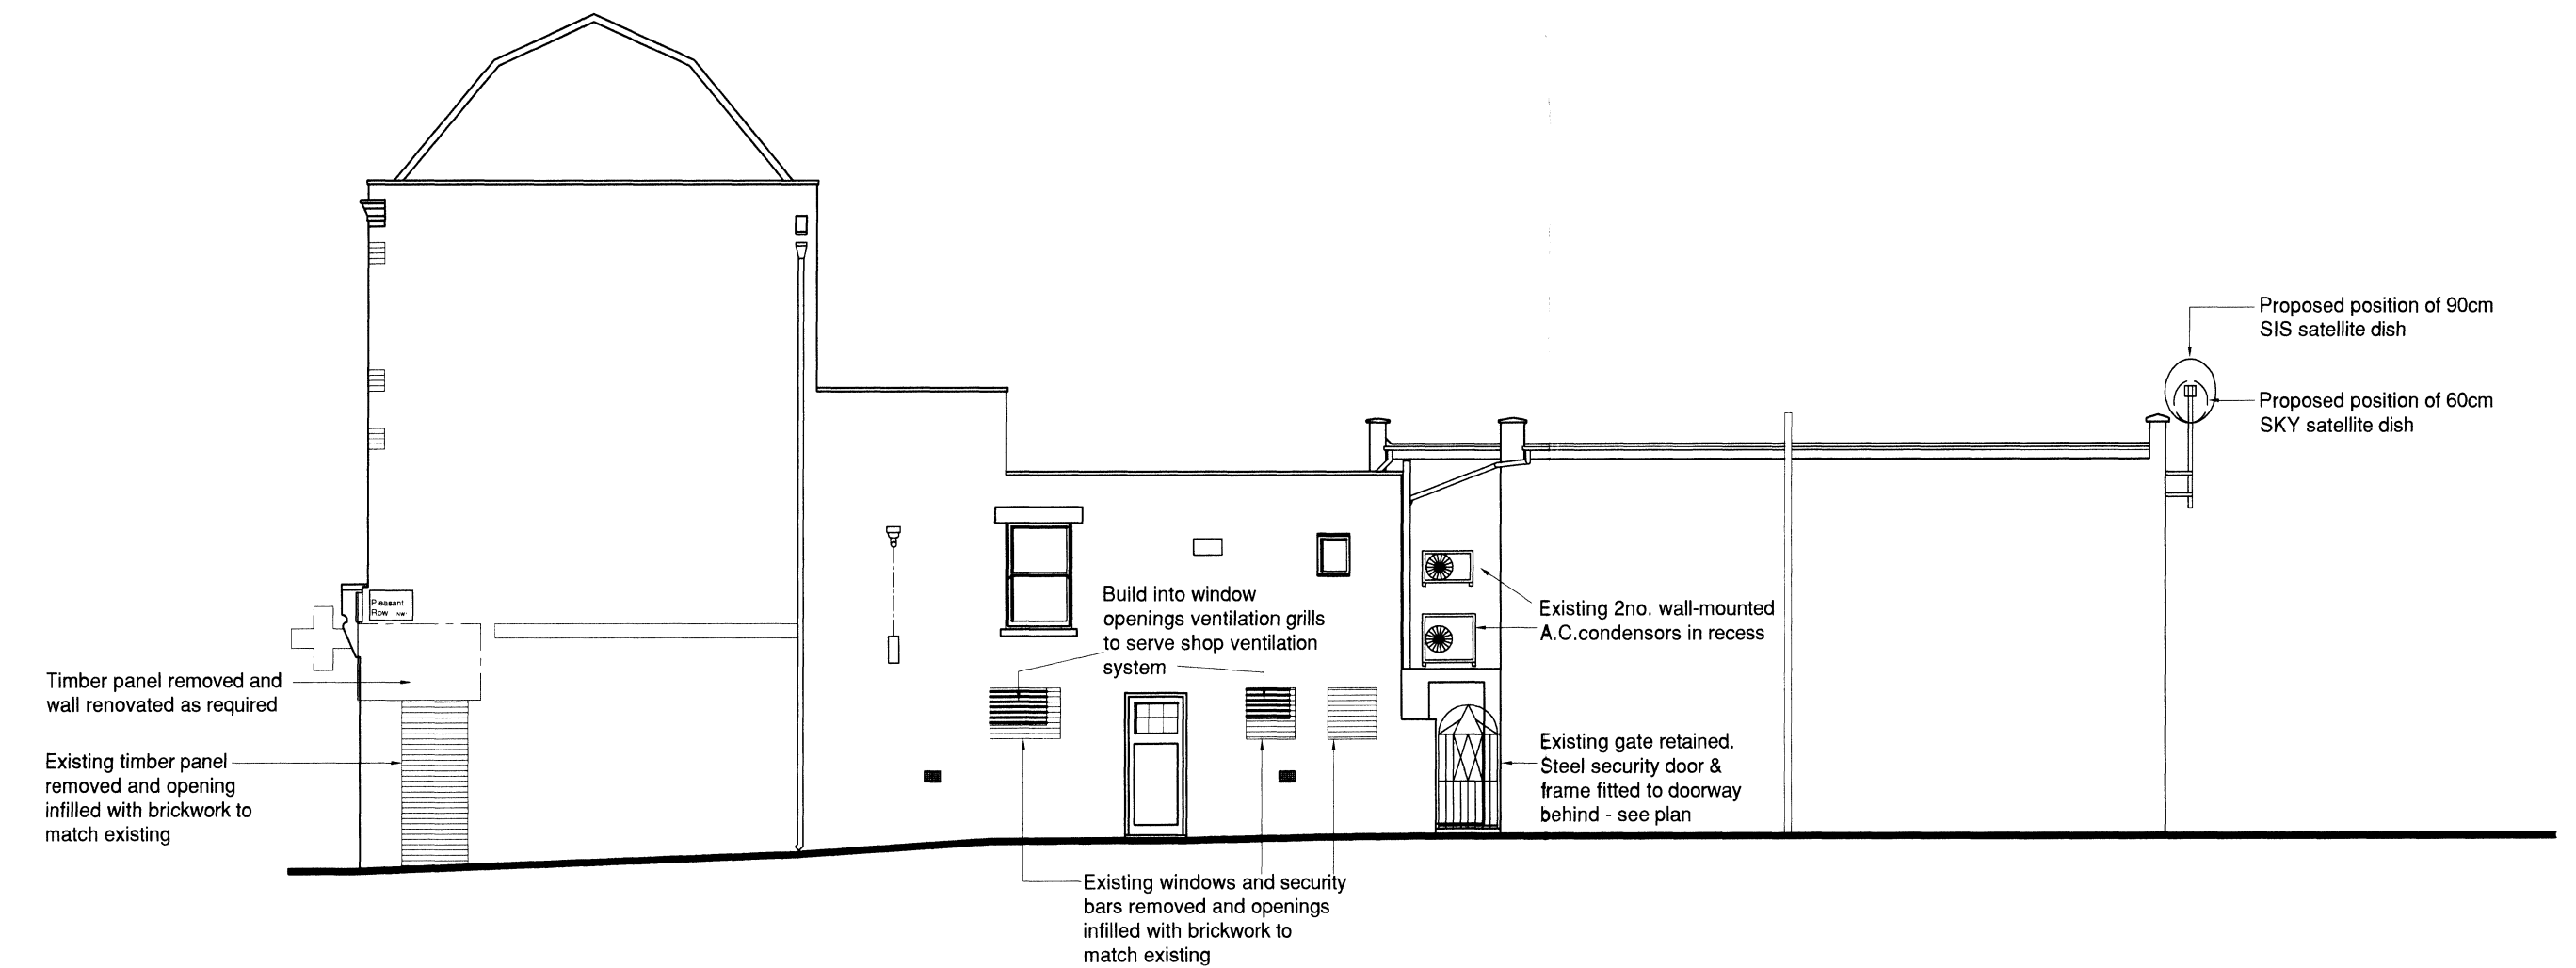 Proposed position of 90cm
SIS satellite dish
Proposed position of 60cm
SKY satellite dish
Pleasant
Row NW1
Build into window
openings ventilation grills
to serve shop ventilation
system
Existing 2no. wall-mounted
A.C.condensors in recess
Timber panel removed and
wall renovated as required
Existing timber panel
removed and opening
infilled with brickwork to
match existing
Existing gate retained.
Steel security door &
frame fitted to doorway
behind - see plan
Existing windows and security
bars removed and openings
infilled with brickwork to
match existing